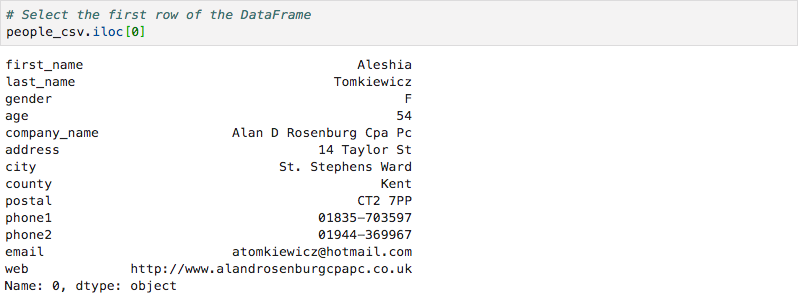 # Select the first row of the DataFrame
people_csv.iloc[0]
first_name Aleshia
last_name Tomkiewicz
gender F
age 54
company_name Alan D Rosenburg Cpa Pc
address 14 Taylor St
city St. Stephens Ward
county Kent
postal CT2 7PP
phone1 01835-703597
phone2 01944-369967
email atomkiewicz@hotmail.com
web http://www.alandrosenburgcpapc.co.uk
Name: 0, dtype: object